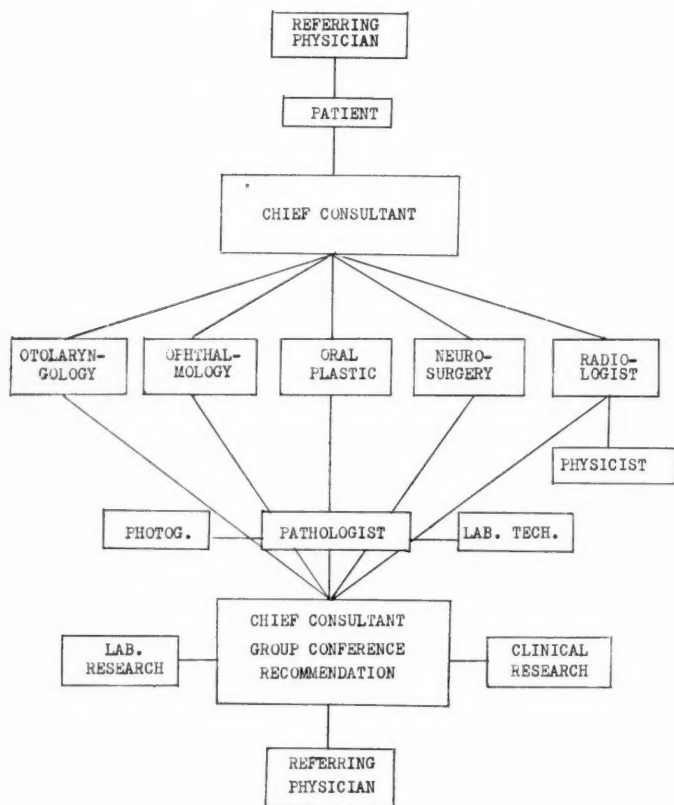 REFERRING
PHYSICIAN
PATIENT
CHIEF CONSULTANT
OTOLARYN-
GOLOGY
OPHTHAL-
MOLOGY
ORAL
PLASTIC
NEURO-
SURGERY
RADIO-
LOGIST
PHYSICIST
PHOTOG.
PATHOLOGIST
LAB. TECH.
CHIEF CONSULTANT
GROUP CONFERENCE
RECOMMENDATION
LAB.
RESEARCH
CLINICAL
RESEARCH
REFERRING
PHYSICIAN